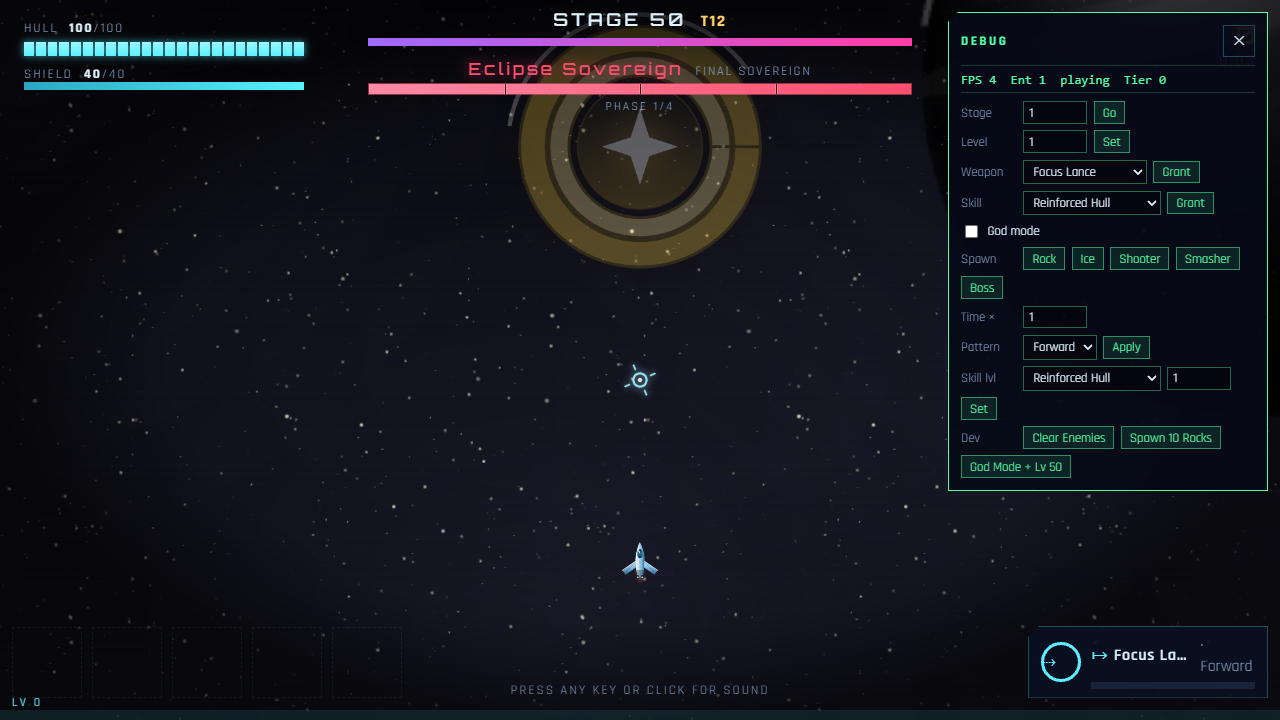 HULL 100/100
SHIELD 40/40
LV 0
STAGE 50 T12
Eclipse Sovereign FINAL SOVEREIGN
PHASE 1/4
PRESS ANY KEY OR CLICK FOR SOUND
DEBUG ×
FPS 4 Ent 1 playing Tier 0
Stage 1 Go
Level 1 Set
Weapon Focus Lance Grant
Skill Reinforced Hull Grant
God mode
Spawn Rock Ice Shooter Smasher
Boss
Time × 1
Pattern Forward Apply
Skill lvl Reinforced Hull 1
Set
Dev Clear Enemies Spawn 10 Rocks
God Mode + Lv 50
↦ Focus La... · Forward